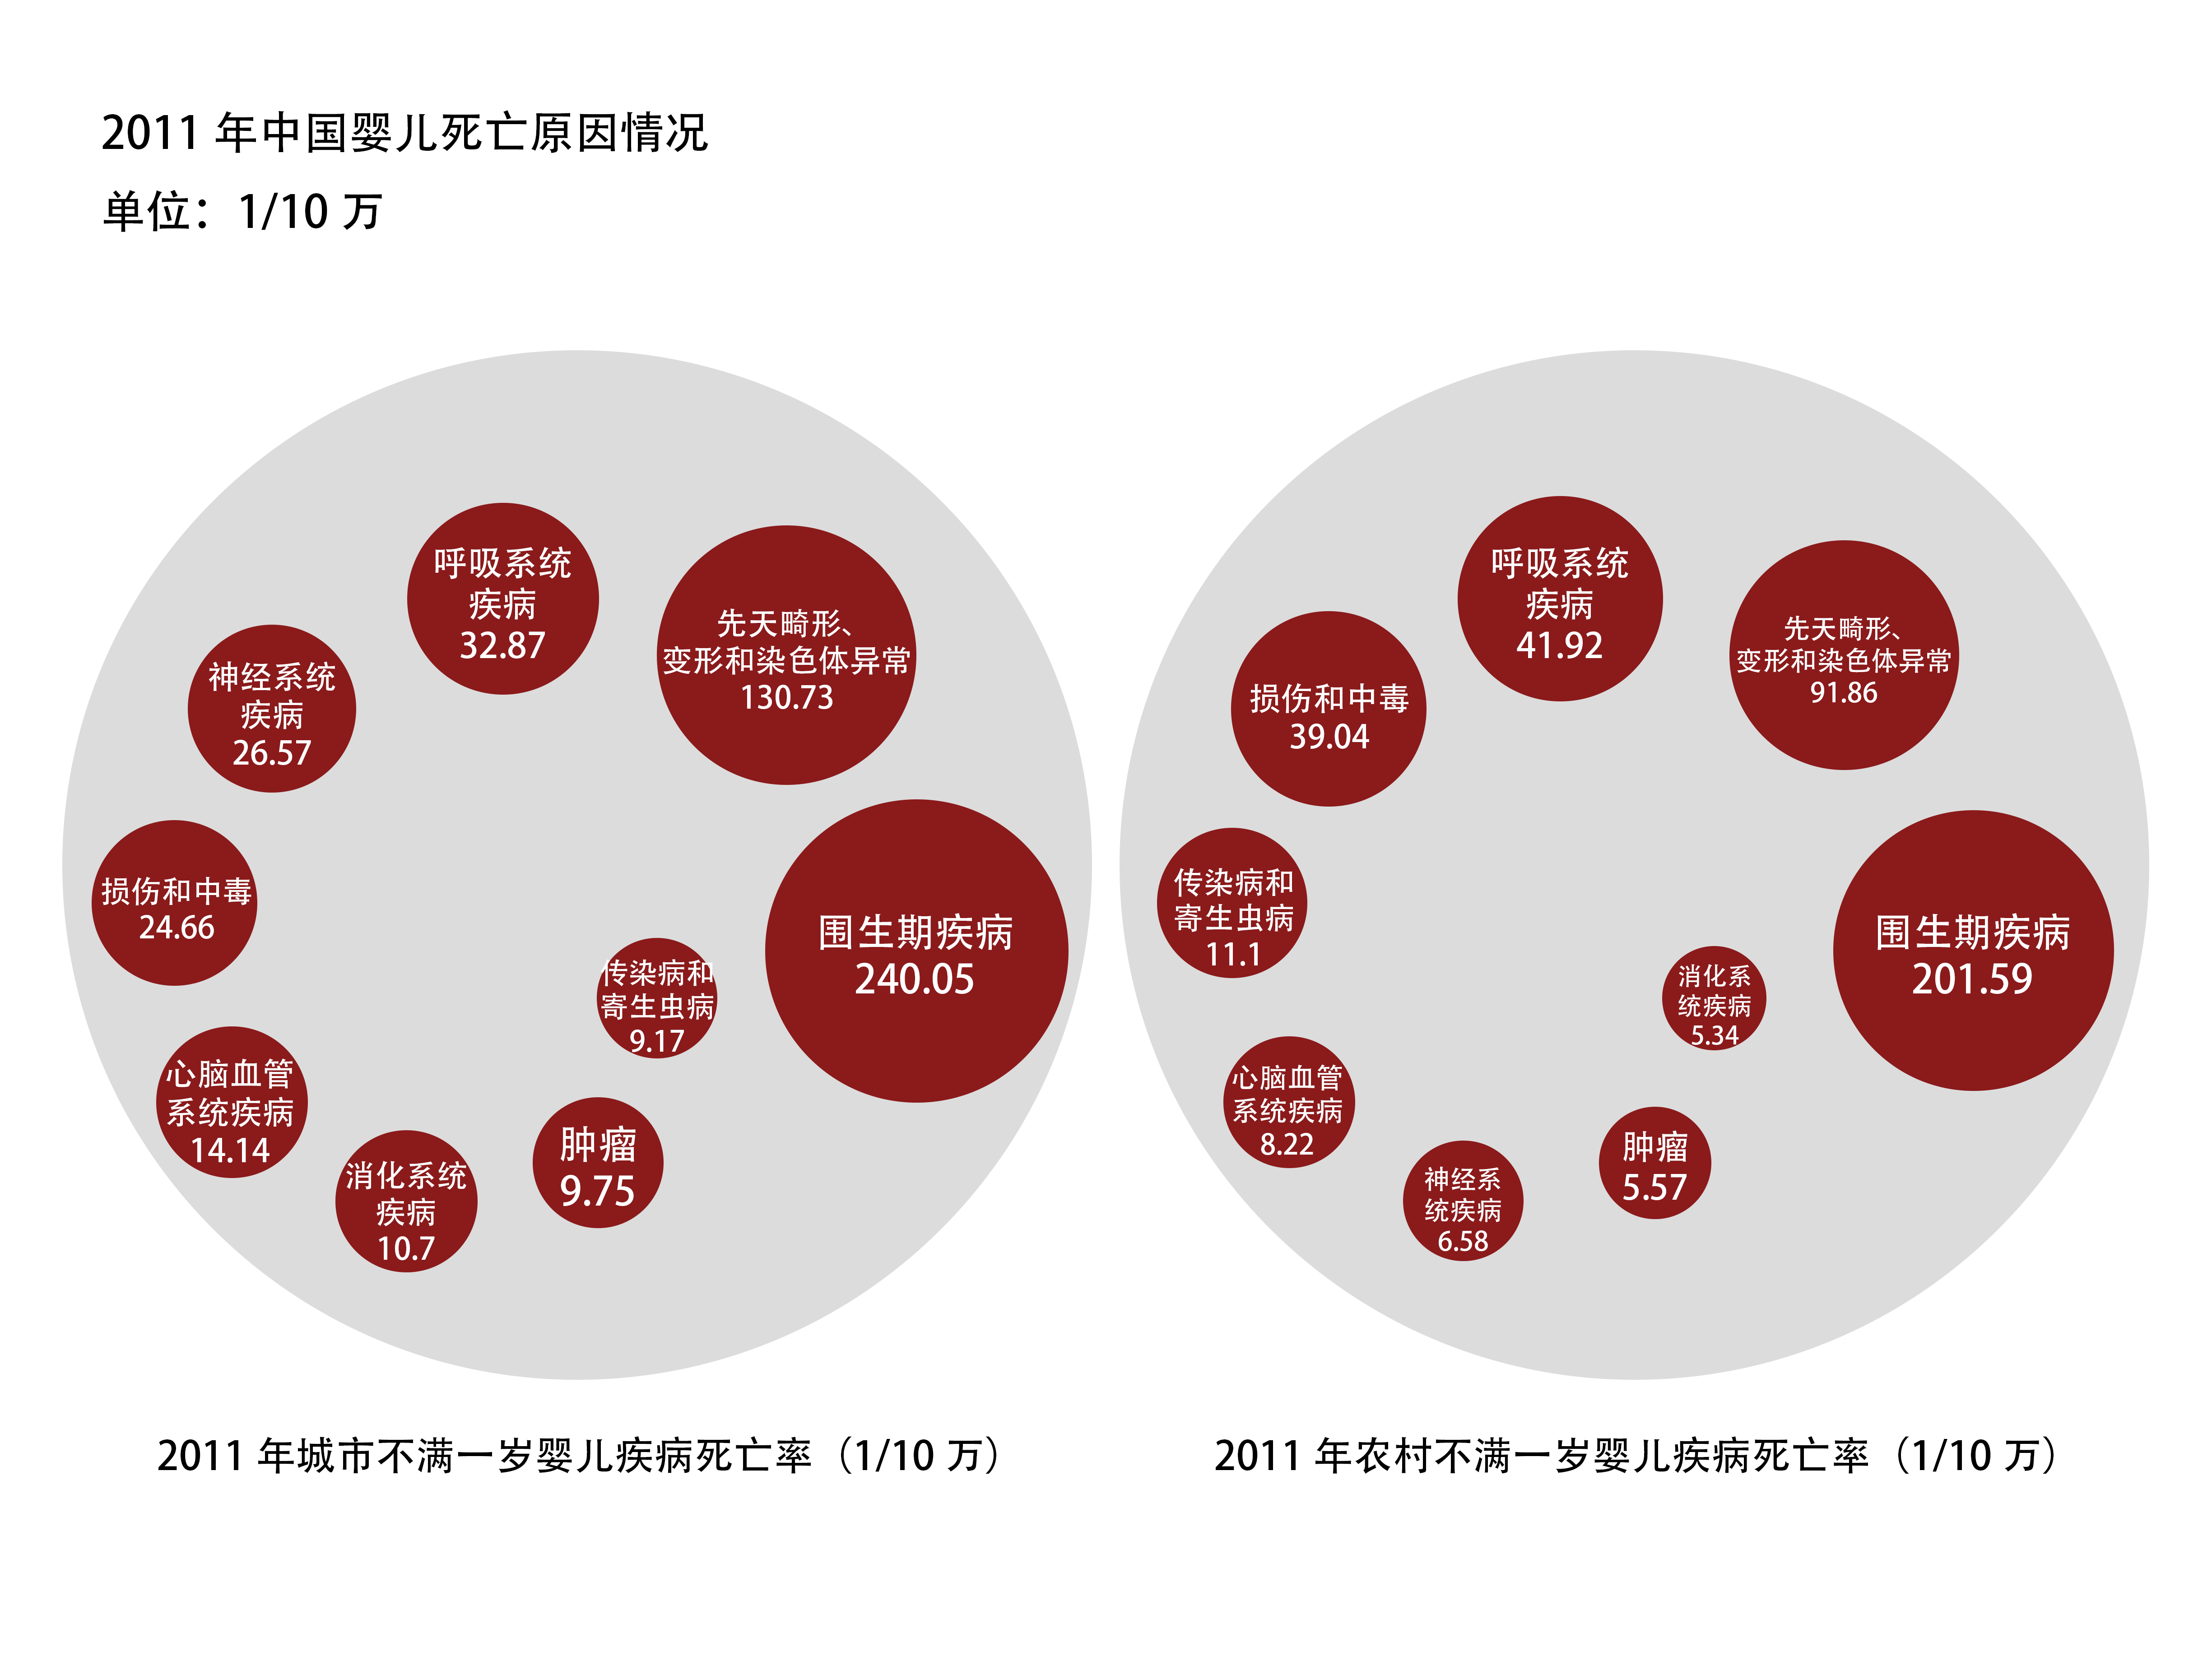 2011 年中国婴儿死亡原因情况
单位：1/10 万
呼吸系统
疾病
32.87
先天畸形、
变形和染色体异常
130.73
神经系统
疾病
26.57
损伤和中毒
24.66
围生期疾病
240.05
传染病和
寄生虫病
9.17
心脑血管
系统疾病
14.14
消化系统
疾病
10.7
肿瘤
9.75
2011 年城市不满一岁婴儿疾病死亡率（1/10 万）
呼吸系统
疾病
41.92
先天畸形、
变形和染色体异常
91.86
损伤和中毒
39.04
传染病和
寄生虫病
11.1
围生期疾病
201.59
消化系
统疾病
5.34
心脑血管
系统疾病
8.22
神经系
统疾病
6.58
肿瘤
5.57
2011 年农村不满一岁婴儿疾病死亡率（1/10 万）